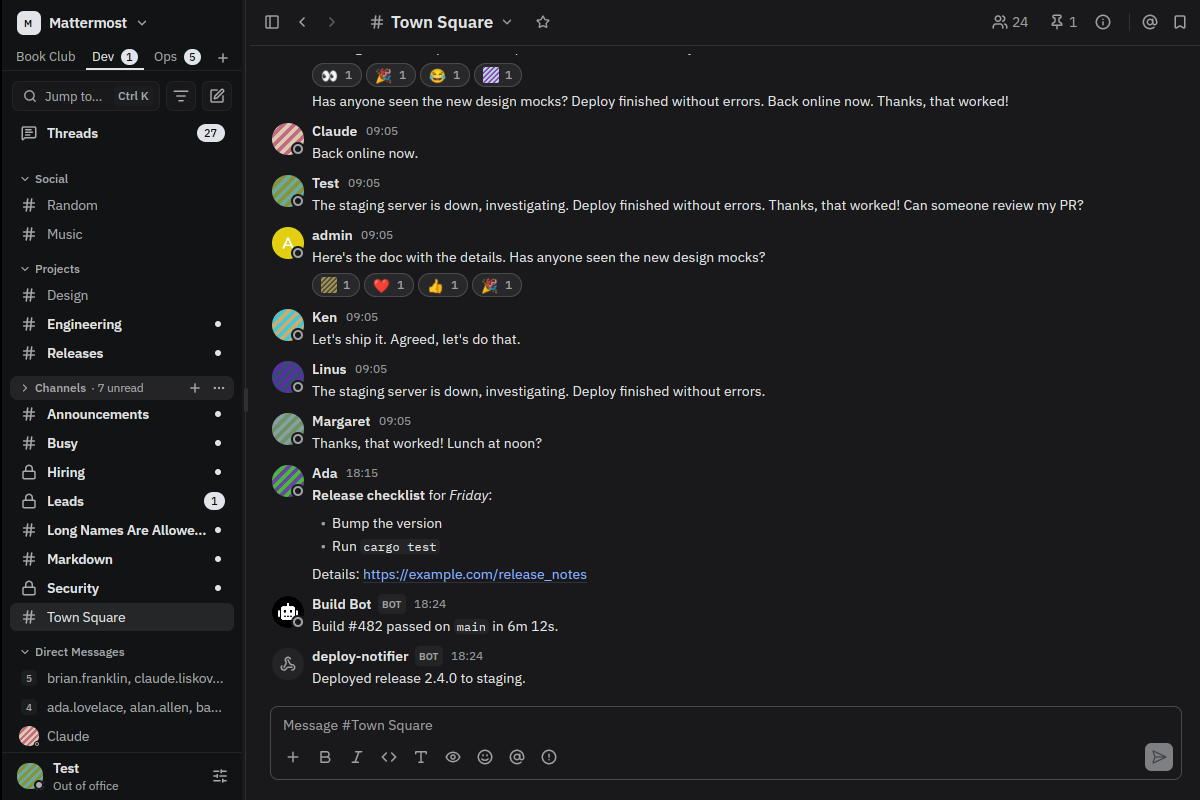 M Mattermost
Book Club Dev 1 Ops 5
Jump to... Ctrl K
Threads 27
Social
Random
Music
Projects
Design
Engineering
Releases
Channels · 7 unread
Announcements
Busy
Hiring
Leads 1
Long Names Are Allowe...
Markdown
Security
Town Square
Direct Messages
5 brian.franklin, claude.liskov...
4 ada.lovelace, alan.allen, ba...
Claude
Test
Out of office
# Town Square
24 1
1 1 1 1
Has anyone seen the new design mocks? Deploy finished without errors. Back online now. Thanks, that worked!
Claude 09:05
Back online now.
Test 09:05
The staging server is down, investigating. Deploy finished without errors. Thanks, that worked! Can someone review my PR?
A admin 09:05
Here's the doc with the details. Has anyone seen the new design mocks?
1 1 1 1
Ken 09:05
Let's ship it. Agreed, let's do that.
Linus 09:05
The staging server is down, investigating. Deploy finished without errors.
Margaret 09:05
Thanks, that worked! Lunch at noon?
Ada 18:15
Release checklist for Friday:
• Bump the version
• Run cargo test
Details: https://example.com/release_notes
Build Bot BOT 18:24
Build #482 passed on main in 6m 12s.
deploy-notifier BOT 18:24
Deployed release 2.4.0 to staging.
Message #Town Square